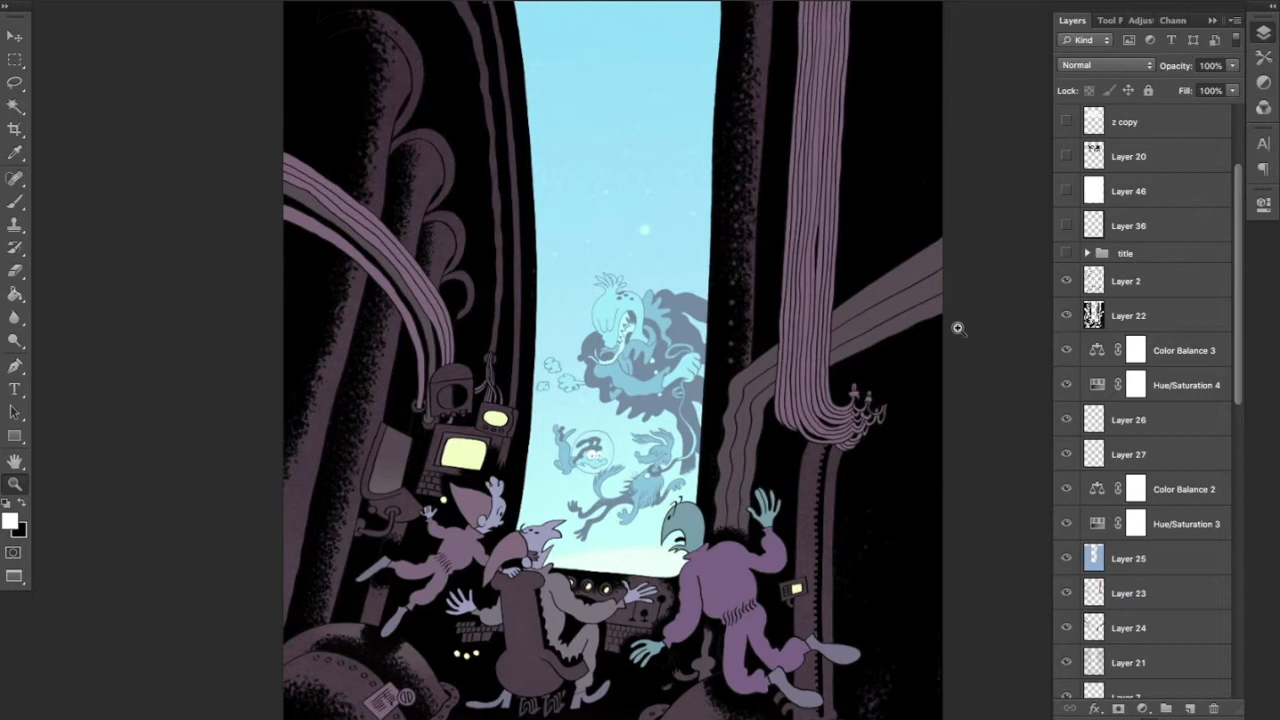 Layers Tool P Adjus Chann
Kind
Normal Opacity: 100%
Lock: Fill: 100%
z copy
Layer 20
Layer 46
Layer 36
title
Layer 2
Layer 22
Color Balance 3
Hue/Saturation 4
Layer 26
Layer 27
Color Balance 2
Hue/Saturation 3
Layer 25
Layer 23
Layer 24
Layer 21
Layer 7